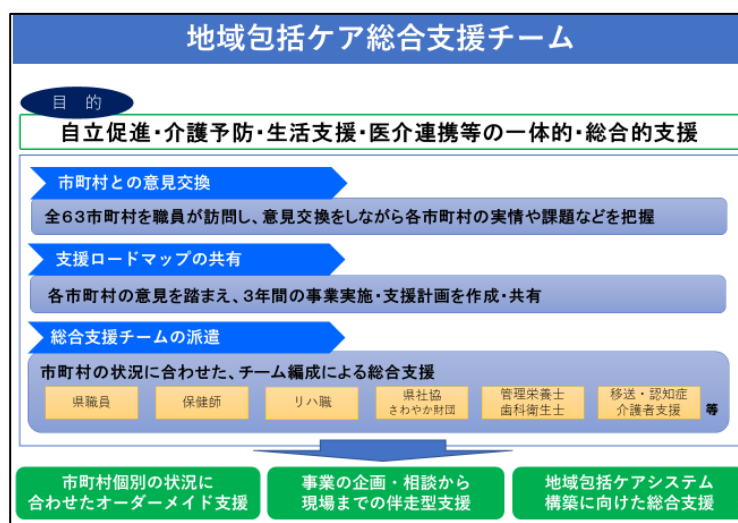 地域包括ケア総合支援チーム
目 的
自立促進・介護予防・生活支援・医介連携等の一体的・総合的支援
市町村との意見交換
全63市町村を職員が訪問し、意見交換をしながら各市町村の実情や課題などを把握
支援ロードマップの共有
各市町村の意見を踏まえ、3年間の事業実施・支援計画を作成・共有
総合支援チームの派遣
市町村の状況に合わせた、チーム編成による総合支援
県職員
保健師
リハ職
県社協
さわやか財団
管理栄養士
歯科衛生士
移送・認知症
介護者支援
等
市町村個別の状況に
合わせたオーダーメイド支援
事業の企画・相談から
現場までの伴走型支援
地域包括ケアシステム
構築に向けた総合支援